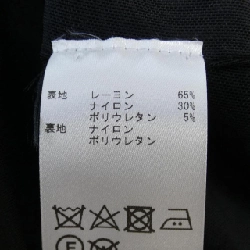 表地 レーヨン 65%
ナイロン 30%
ポリウレタン 5%
裏地 ナイロン
ポリウレタン